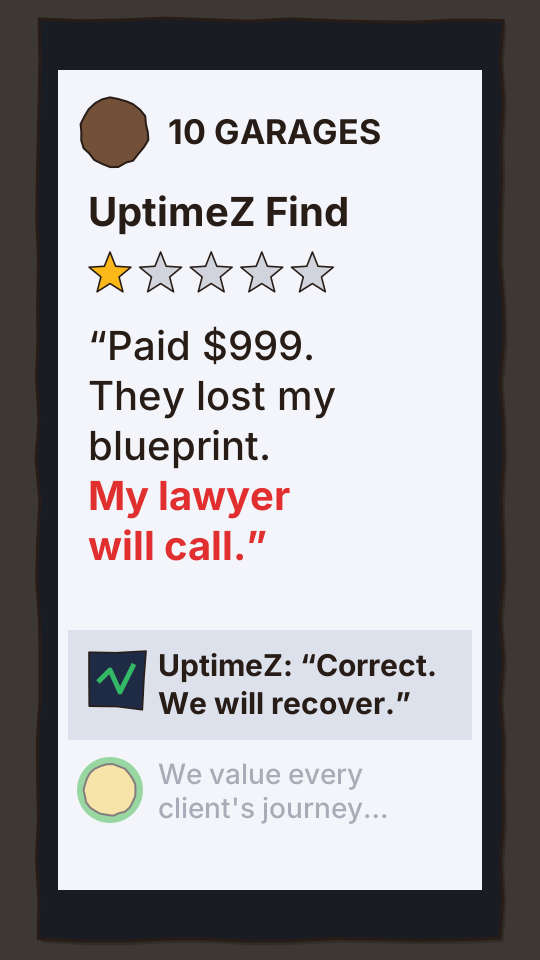 10 GARAGES
UptimeZ Find
“Paid $999.
They lost my
blueprint.
My lawyer
will call.”
UptimeZ: “Correct.
We will recover.”
We value every
client's journey...